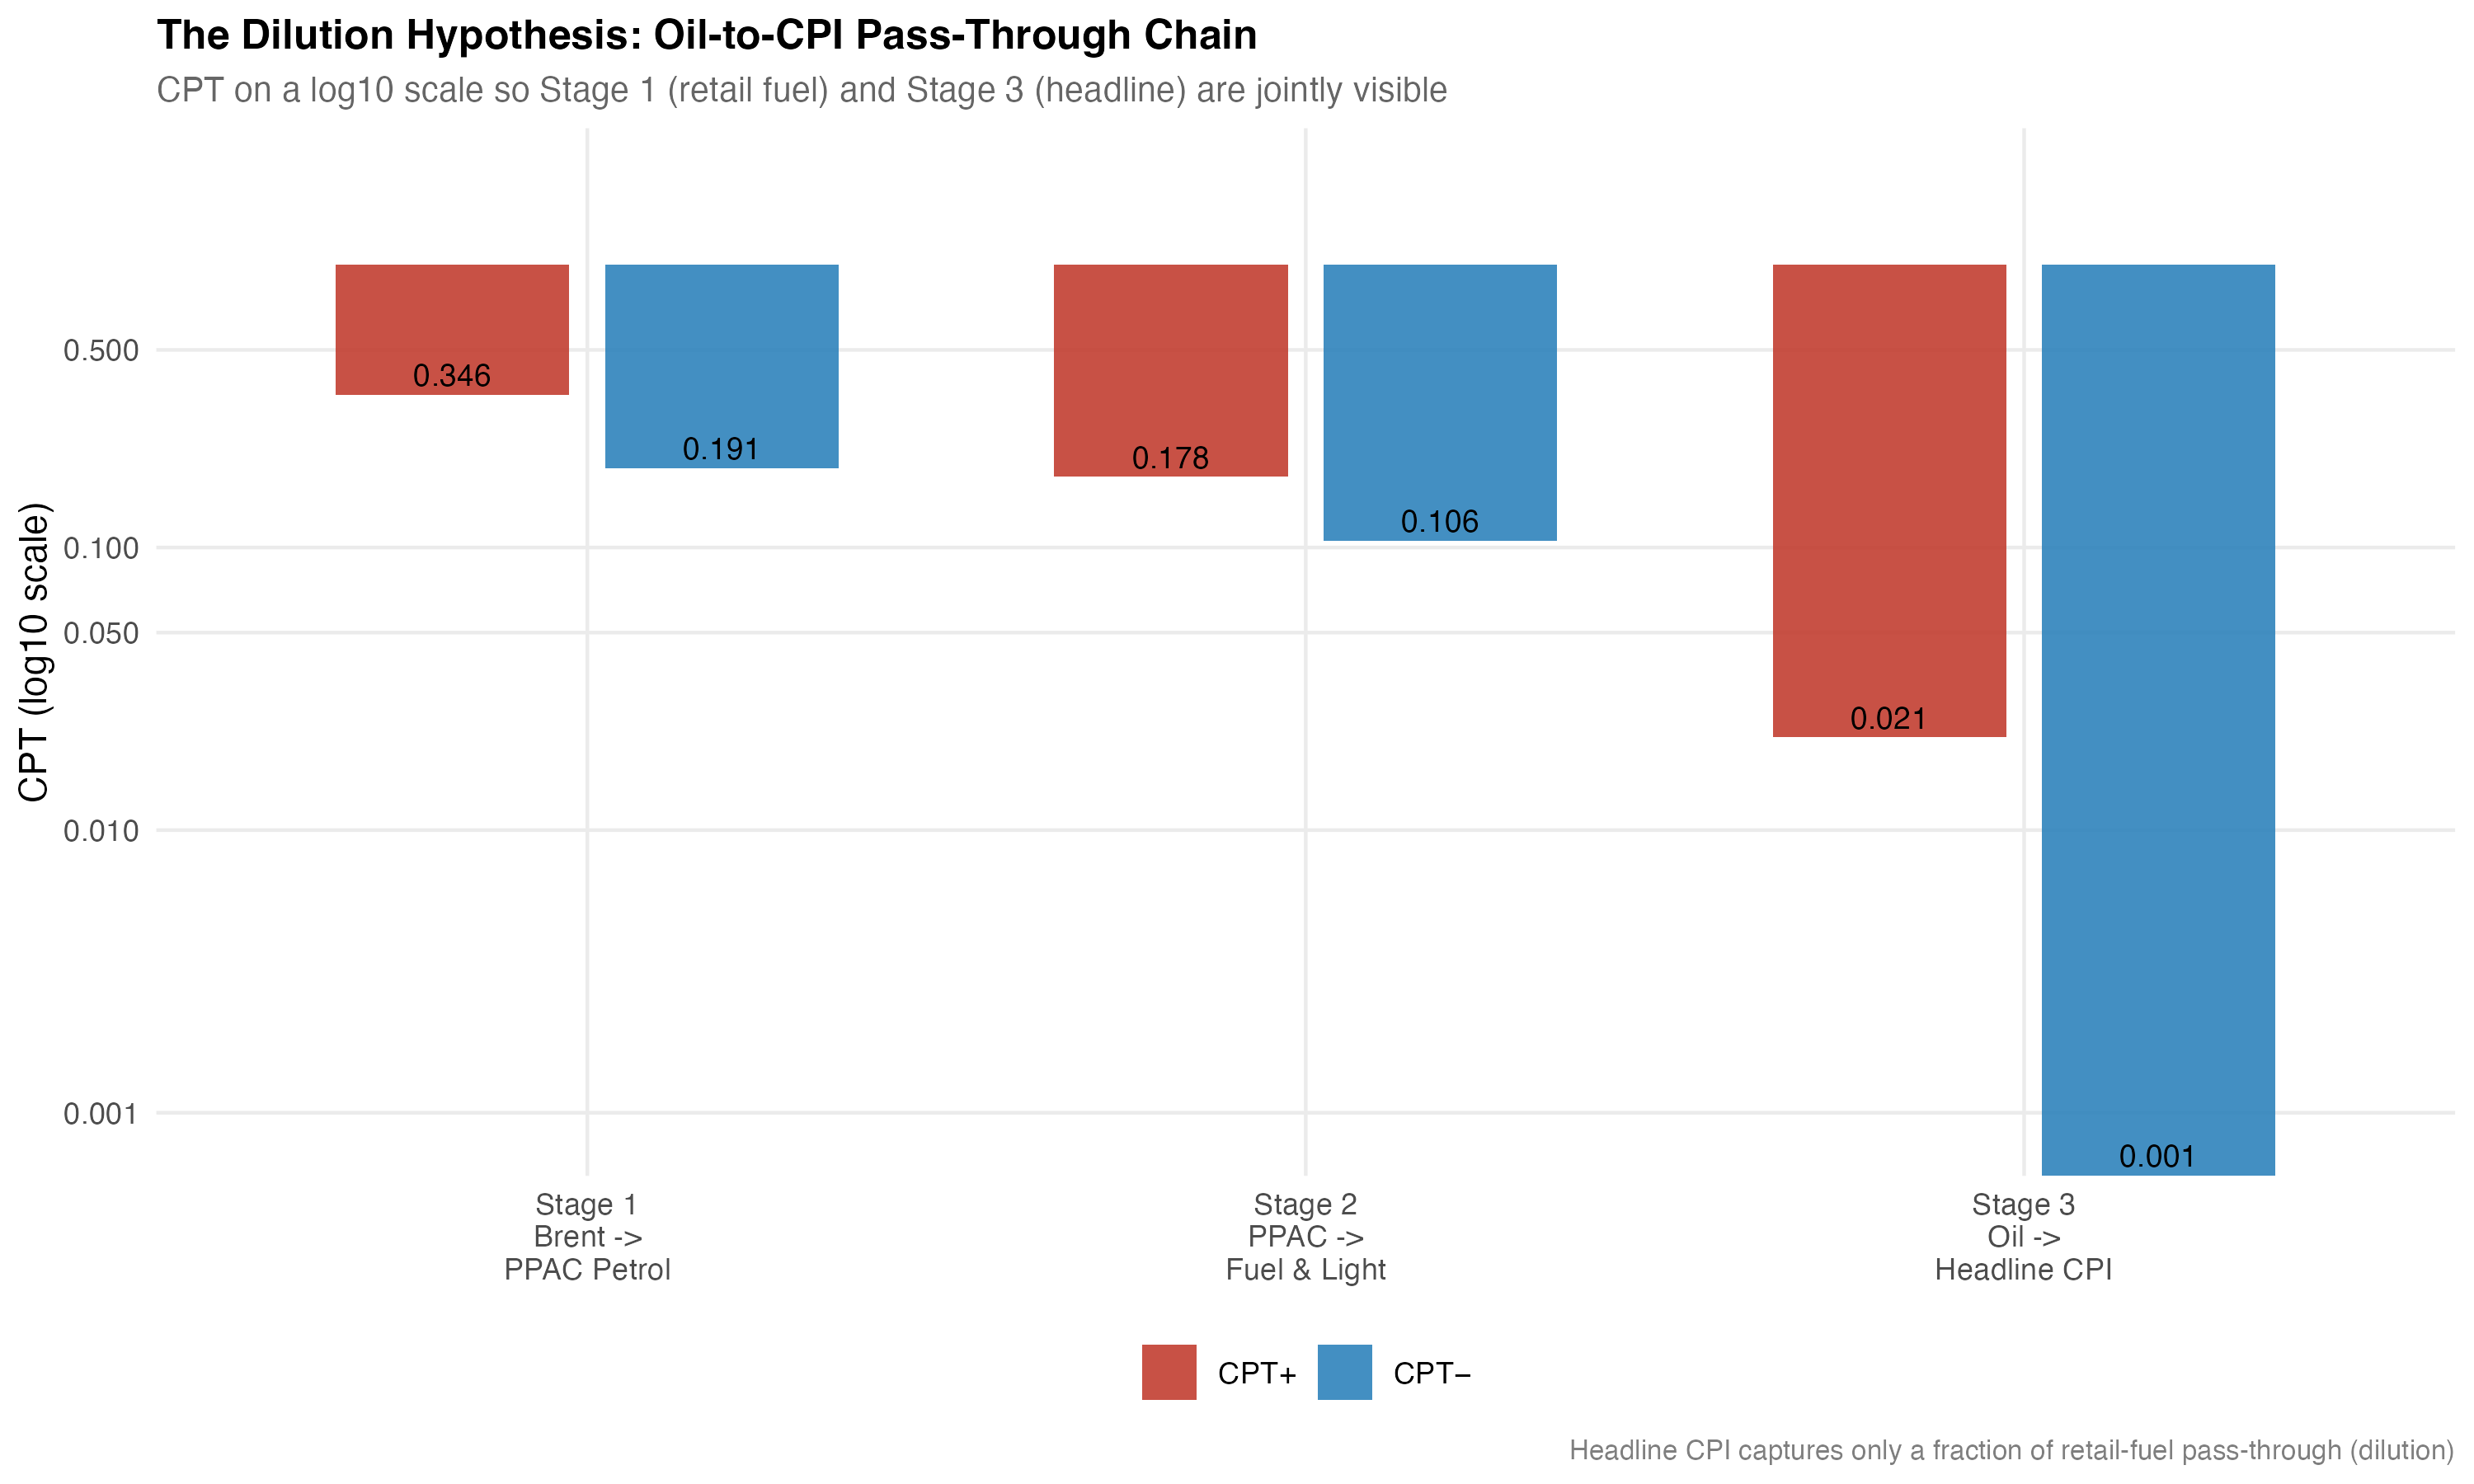 The Dilution Hypothesis: Oil-to-CPI Pass-Through Chain
CPT on a log10 scale so Stage 1 (retail fuel) and Stage 3 (headline) are jointly visible
CPT (log10 scale)
0.500
0.100
0.050
0.010
0.001
0.346
0.191
0.178
0.106
0.021
0.001
Stage 1
Brent ->
PPAC Petrol
Stage 2
PPAC ->
Fuel & Light
Stage 3
Oil ->
Headline CPI
CPT+
CPT−
Headline CPI captures only a fraction of retail-fuel pass-through (dilution)